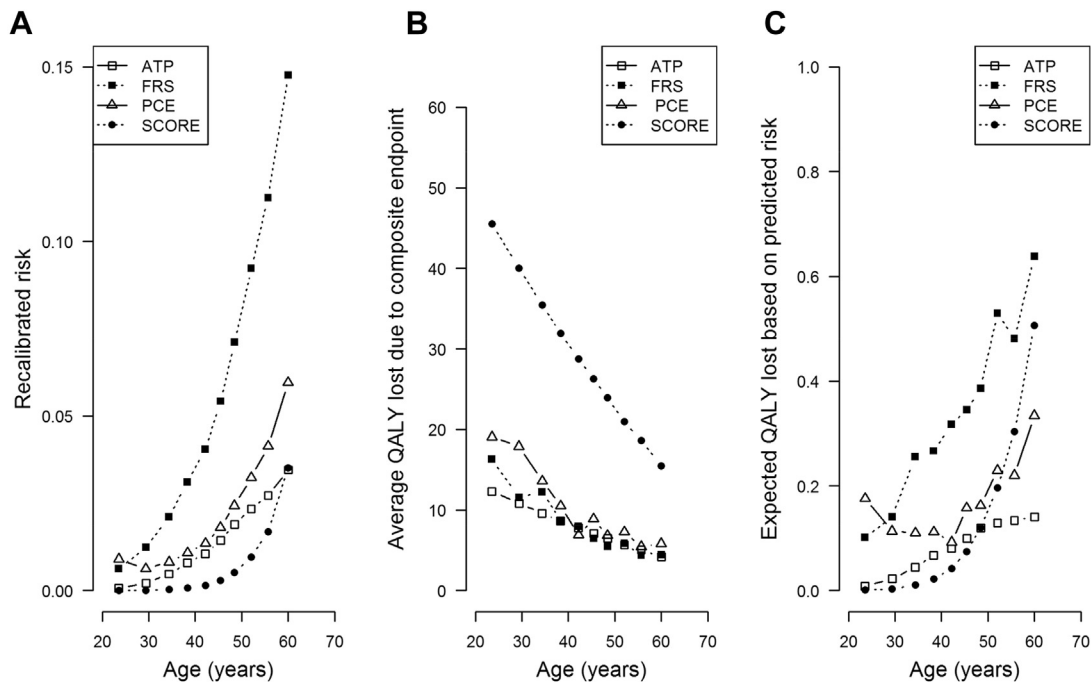 A
ATP
FRS
PCE
SCORE
0.15
0.10
0.05
0.00
Recalibrated risk
20 30 40 50 60 70
Age (years)
B
ATP
FRS
PCE
SCORE
60
50
40
30
20
10
0
Average QALY lost due to composite endpoint
20 30 40 50 60 70
Age (years)
C
ATP
FRS
PCE
SCORE
1.0
0.8
0.6
0.4
0.2
0.0
Expected QALY lost based on predicted risk
20 30 40 50 60 70
Age (years)